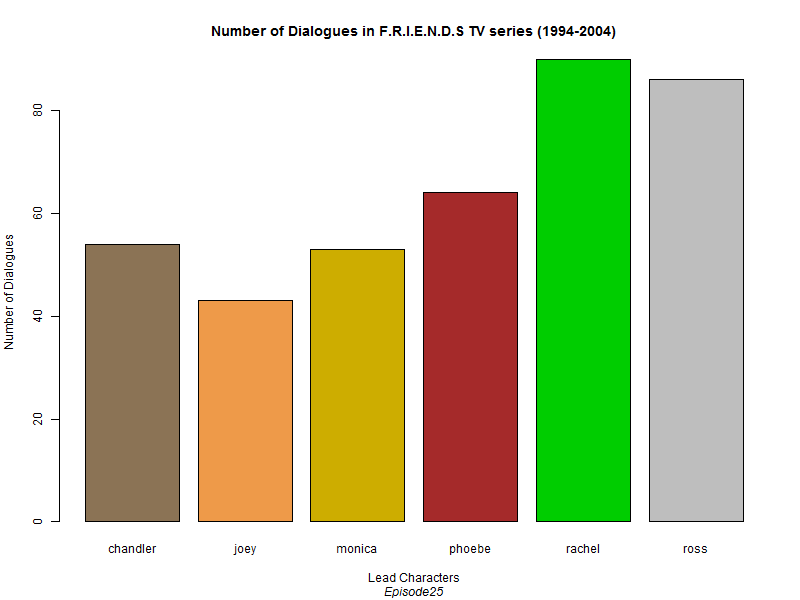 Number of Dialogues in F.R.I.E.N.D.S TV series (1994-2004)
Number of Dialogues
80
60
40
20
0
chandler joey monica phoebe rachel ross
Lead Characters
Episode25